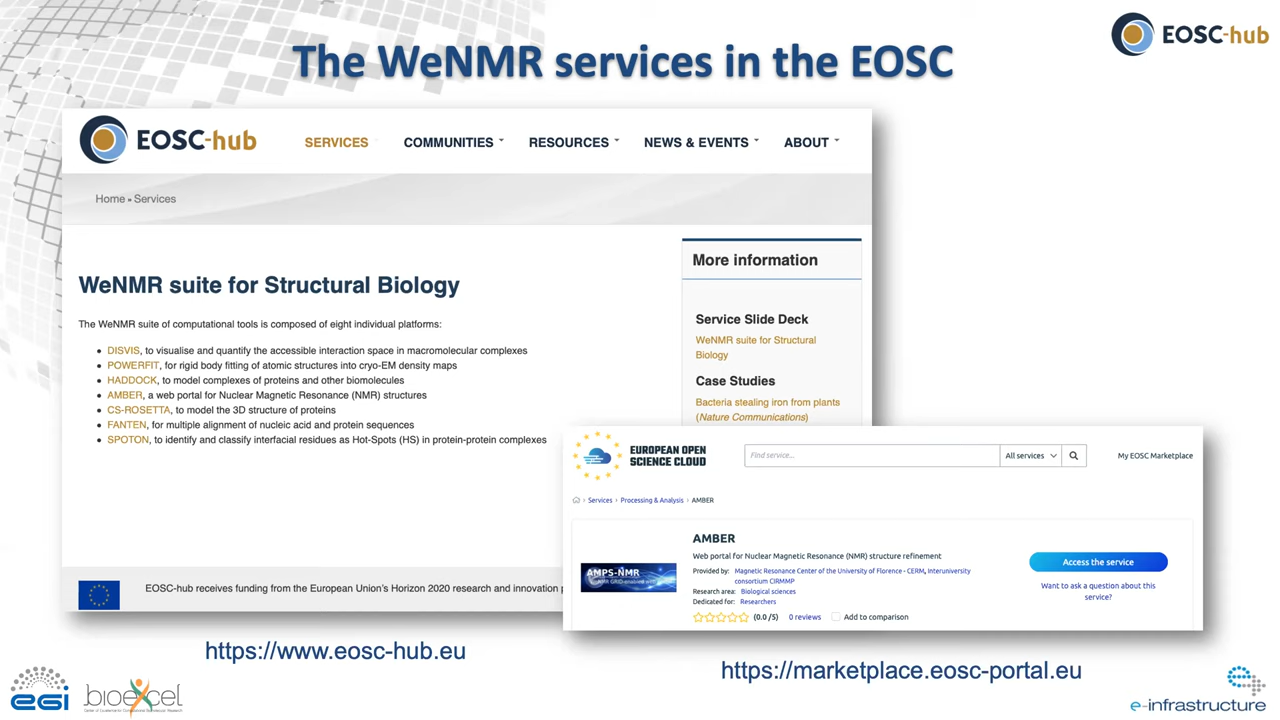 The WeNMR services in the EOSC
EOSC-hub
EOSC-hub
SERVICES
COMMUNITIES
RESOURCES
NEWS & EVENTS
ABOUT
Home » Services
WeNMR suite for Structural Biology
The WeNMR suite of computational tools is composed of eight individual platforms:
• DISVIS, to visualise and quantify the accessible interaction space in macromolecular complexes
• POWERFIT, for rigid body fitting of atomic structures into cryo-EM density maps
• HADDOCK, to model complexes of proteins and other biomolecules
• AMBER, a web portal for Nuclear Magnetic Resonance (NMR) structures
• CS-ROSETTA, to model the 3D structure of proteins
• FANTEN, for multiple alignment of nucleic acid and protein sequences
• SPOTON, to identify and classify interfacial residues as Hot-Spots (HS) in protein-protein complexes
More information
Service Slide Deck
WeNMR suite for Structural
Biology
Case Studies
Bacteria stealing iron from plants
(Nature Communications)
EOSC-hub receives funding from the European Union's Horizon 2020 research and innovation
EUROPEAN OPEN
SCIENCE CLOUD
Find service...
All services
My EOSC Marketplace
Services › Processing & Analysis › AMBER
AMPS-NMR
AMBER
Web portal for Nuclear Magnetic Resonance (NMR) structure refinement
Provided by: Magnetic Resonance Center of the University of Florence - CERM, Interuniversity
consortium CIRMMP
Research area: Biological sciences
Dedicated for: Researchers
(0.0 /5) 0 reviews Add to comparison
Access the service
Want to ask a question about this
service?
https://www.eosc-hub.eu
https://marketplace.eosc-portal.eu
egi
bioexcel
e-infrastructure